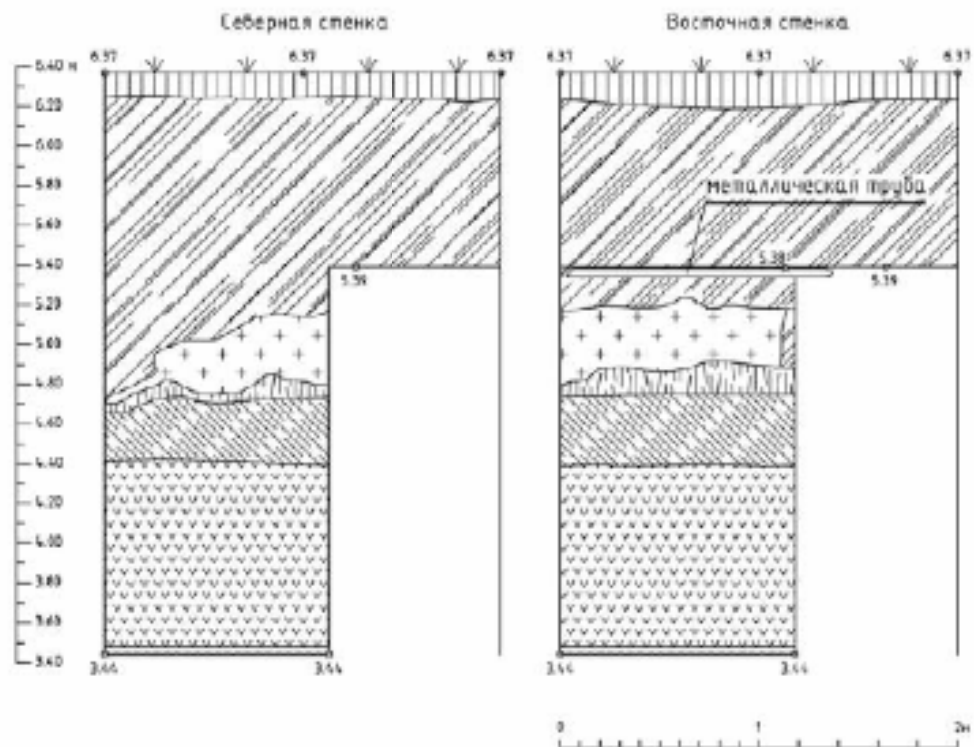 Северная стенка
Восточная стенка
6.37 6.37 6.37
6.37 6.37 6.37
6.40 м
6.20
6.00
5.80
5.60
5.40
5.20
5.00
4.80
4.60
4.40
4.20
4.00
3.80
3.60
3.40
металлическая труба
5.39
5.38
5.39
3.44 3.44
3.44 3.44
0 1 2м